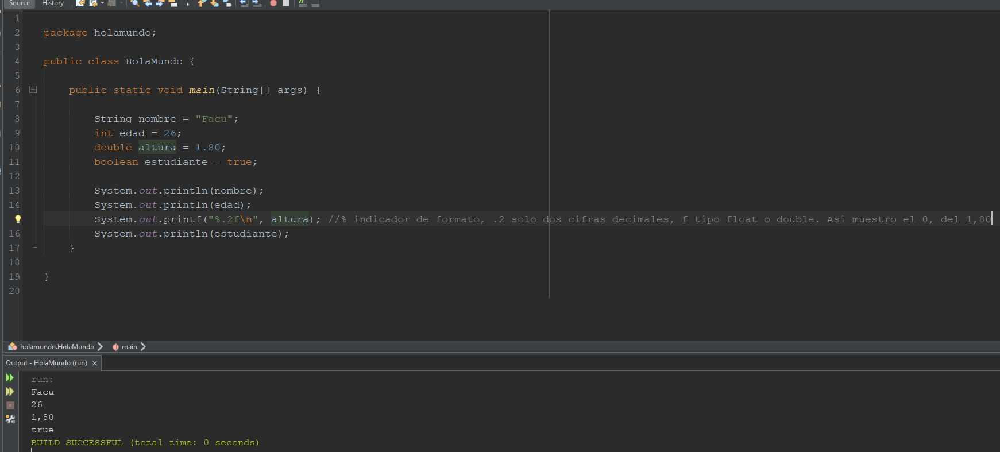 Source History
1
2 package holamundo;
3
4 public class HolaMundo {
5
6 public static void main(String[] args) {
7
8 String nombre = "Facu";
9 int edad = 26;
10 double altura = 1.80;
11 boolean estudiante = true;
12
13 System.out.println(nombre);
14 System.out.println(edad);
System.out.printf("%.2f\n", altura); //% indicador de formato, .2 solo dos cifras decimales, f tipo float o double. Asi muestro el 0, del 1,80
16 System.out.println(estudiante);
17 }
18
19 }
20
holamundo.HolaMundo main
Output - HolaMundo (run) ×
run:
Facu
26
1,80
true
BUILD SUCCESSFUL (total time: 0 seconds)